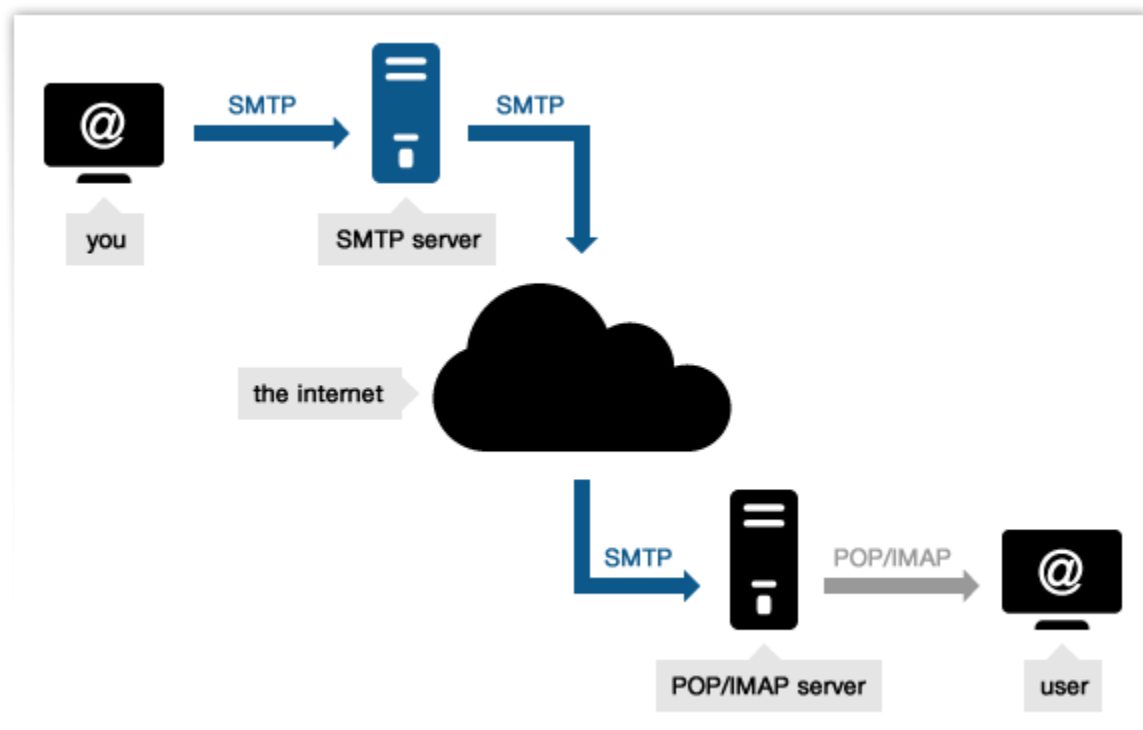 @
SMTP
SMTP
you
SMTP server
the internet
SMTP
POP/IMAP
@
POP/IMAP server
user